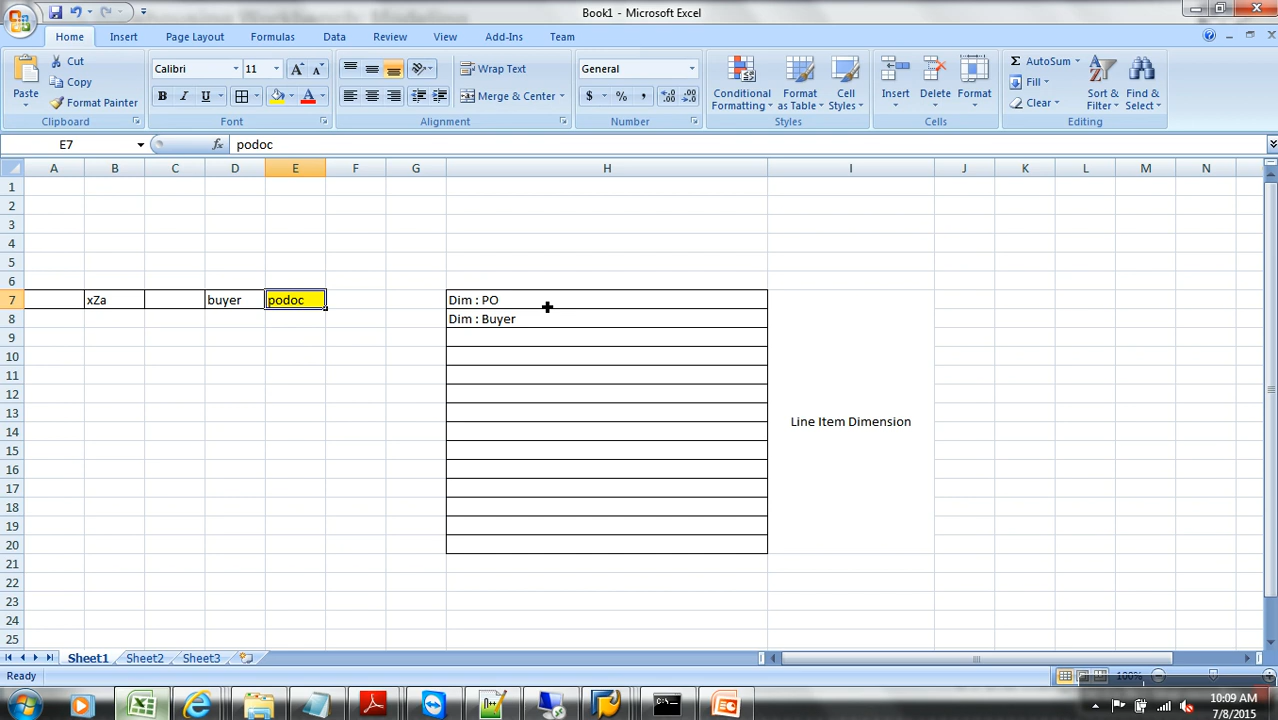 Book1 - Microsoft Excel
Home Insert Page Layout Formulas Data Review View Add-Ins Team
Cut
Copy
Format Painter
Paste
Clipboard
Calibri 11
B I U
Font
Wrap Text
Merge & Center
Alignment
General
$ % ,
Number
Conditional Formatting
Format as Table
Cell Styles
Styles
Insert Delete Format
Cells
Σ AutoSum
Fill
Clear
Sort & Filter
Find & Select
Editing
E7 fx podoc
A B C D E F G H I J K L M N
1
2
3
4
5
6
7 xZa buyer podoc Dim : PO
8 Dim : Buyer
9
10
11
12
13 Line Item Dimension
14
15
16
17
18
19
20
21
22
23
24
25
Sheet1 Sheet2 Sheet3
Ready 100%
10:09 AM
7/8/2015